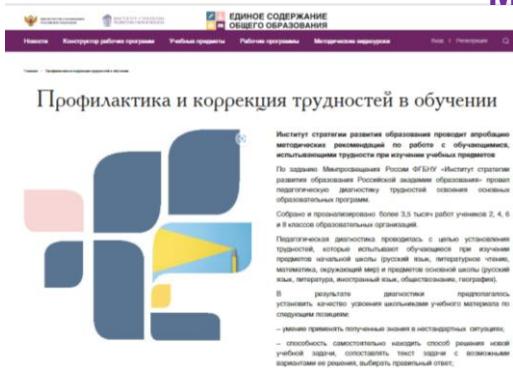 ЕДИНОЕ СОДЕРЖАНИЕ
ОБЩЕГО ОБРАЗОВАНИЯ
Новости Конструктор рабочих программ Учебные предметы Рабочие программы Методические видеоуроки Вход | Регистрация
Профилактика и коррекция трудностей в обучении
Институт стратегии развития образования проводит апробацию
методических рекомендаций по работе с обучающимися,
испытывающими трудности при изучении учебных предметов
По заданию Минпросвещения России ФГБНУ «Институт стратегии
развития образования Российской академии образования» провел
педагогическую диагностику трудностей освоения основных
образовательных программ.
Собрано и проанализировано более 3,5 тысяч работ учеников 2, 4, 6
и 8 классов образовательных организаций.
Педагогическая диагностика проводилась с целью установления
трудностей, которые испытывают обучающиеся при изучении
предметов начальной школы (русский язык, литературное чтение,
математика, окружающий мир) и предметов основной школы (русский
язык, литература, иностранный язык, обществознание, география).
В результате диагностики предполагалось
установить качество усвоения школьниками учебного материала по
следующим позициям:
– умение применять полученные знания в нестандартных ситуациях;
– способность самостоятельно находить способ решения новой
учебной задачи, сопоставлять текст задачи с возможными
вариантами ее решения, выбирать правильный ответ;